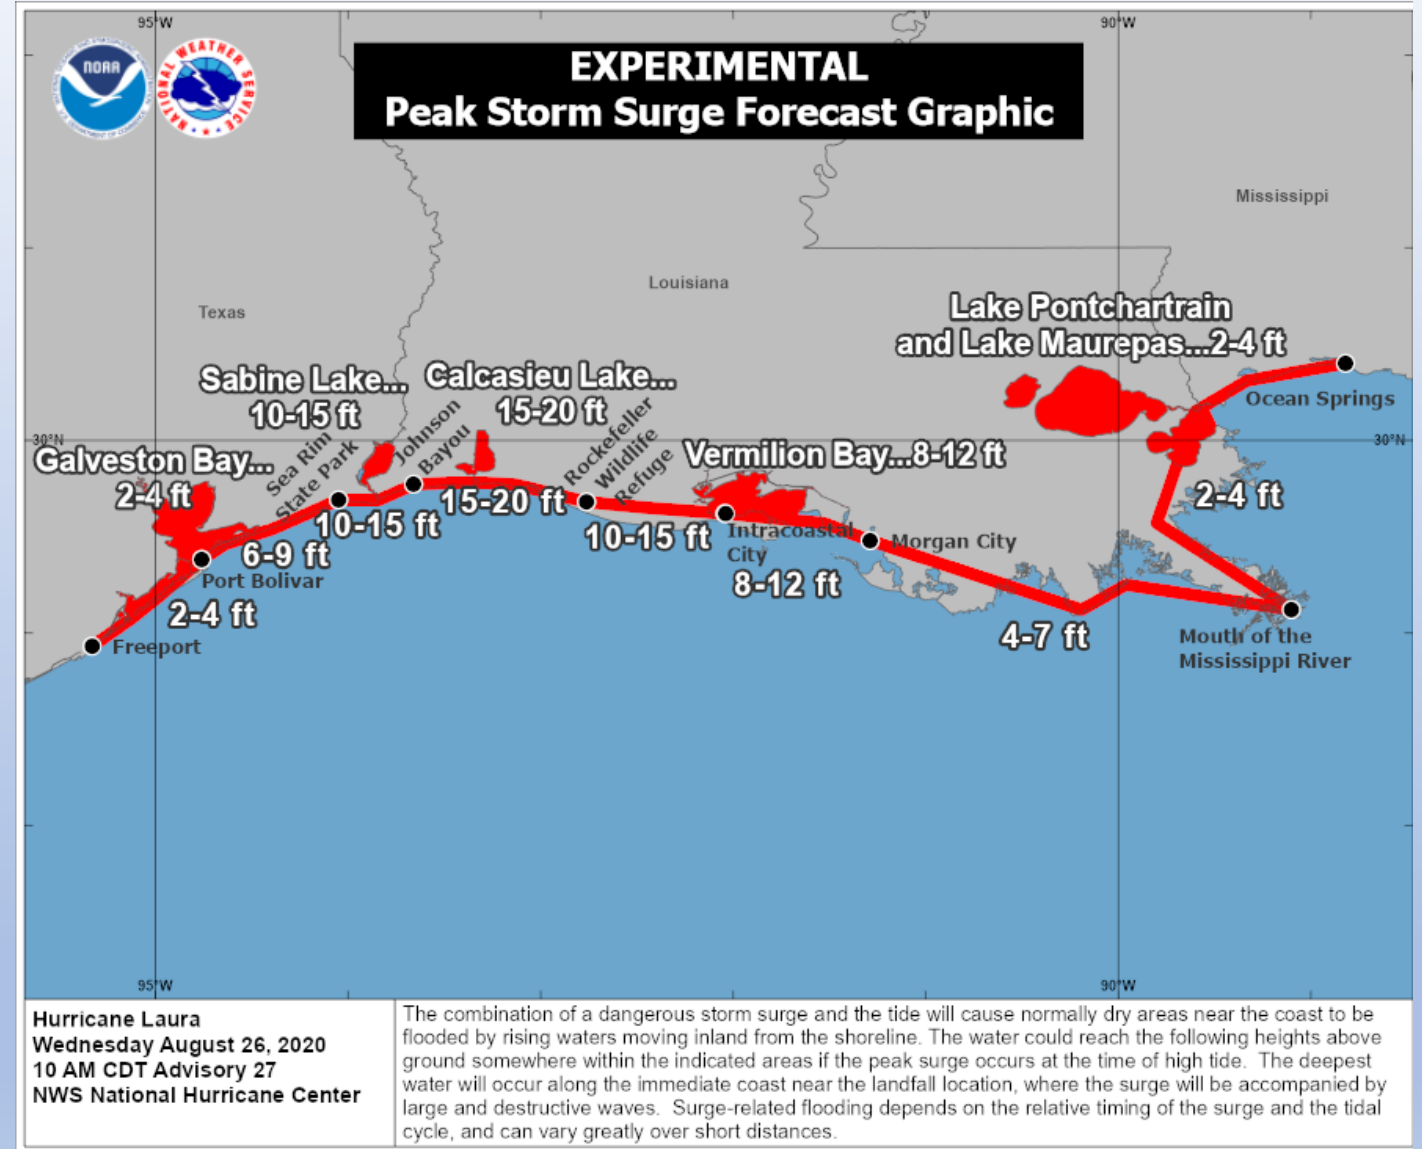 95°W
90°W
NOAA
NATIONAL WEATHER SERVICE
EXPERIMENTAL
Peak Storm Surge Forecast Graphic
Mississippi
Louisiana
Texas
Lake Pontchartrain
and Lake Maurepas...2-4 ft
Sabine Lake...
10-15 ft
Calcasieu Lake...
15-20 ft
Ocean Springs
Johnson
Bayou
Rockefeller
Wildlife
Refuge
Sea Rim
State Park
30°N
30°N
Galveston Bay...
2-4 ft
Vermilion Bay...8-12 ft
15-20 ft
2-4 ft
10-15 ft
10-15 ft
Intracoastal
City
Morgan City
6-9 ft
Port Bolivar
8-12 ft
2-4 ft
Freeport
4-7 ft
Mouth of the
Mississippi River
95°W
90°W
Hurricane Laura
Wednesday August 26, 2020
10 AM CDT Advisory 27
NWS National Hurricane Center
The combination of a dangerous storm surge and the tide will cause normally dry areas near the coast to be
flooded by rising waters moving inland from the shoreline. The water could reach the following heights above
ground somewhere within the indicated areas if the peak surge occurs at the time of high tide. The deepest
water will occur along the immediate coast near the landfall location, where the surge will be accompanied by
large and destructive waves. Surge-related flooding depends on the relative timing of the surge and the tidal
cycle, and can vary greatly over short distances.